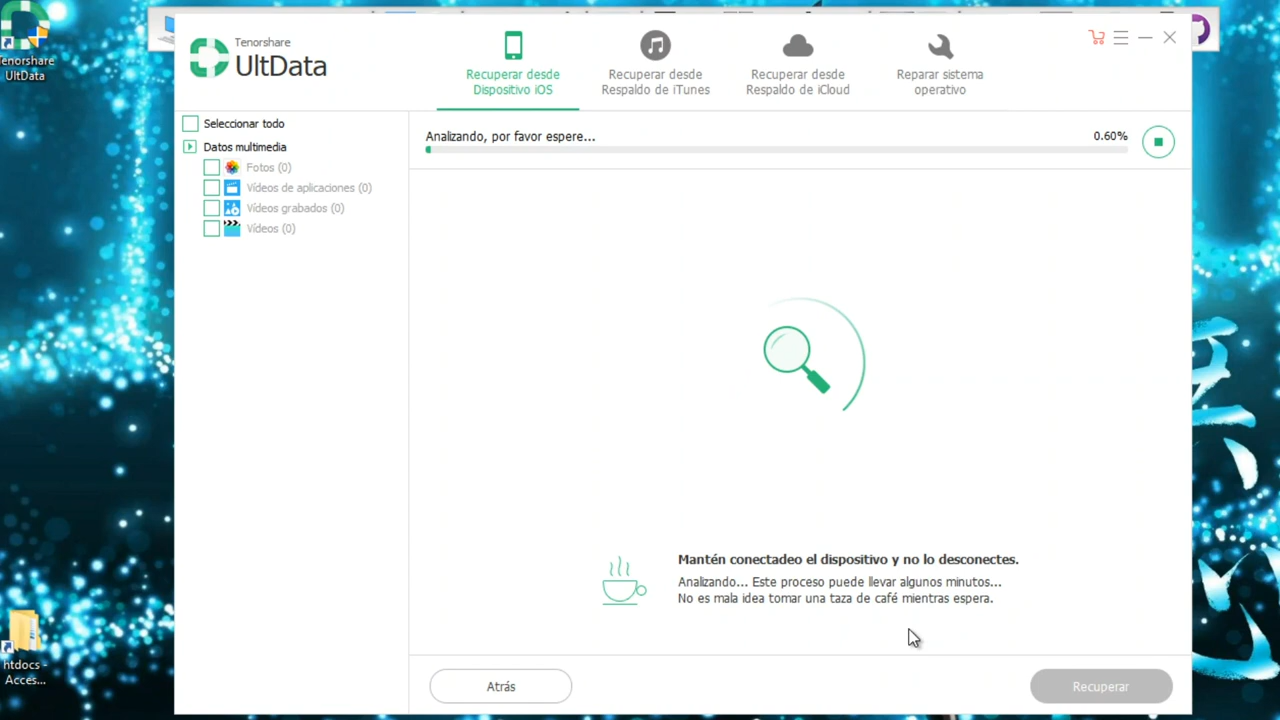 Tenorshare
UltData
Tenorshare
UltData
Recuperar desde
Dispositivo iOS
Recuperar desde
Respaldo de iTunes
Recuperar desde
Respaldo de iCloud
Reparar sistema
operativo
Seleccionar todo
Datos multimedia
Fotos (0)
Vídeos de aplicaciones (0)
Vídeos grabados (0)
Vídeos (0)
Analizando, por favor espere...
0.60%
Mantén conectadeo el dispositivo y no lo desconectes.
Analizando... Este proceso puede llevar algunos minutos...
No es mala idea tomar una taza de café mientras espera.
Atrás
Recuperar
htdocs -
Acces...